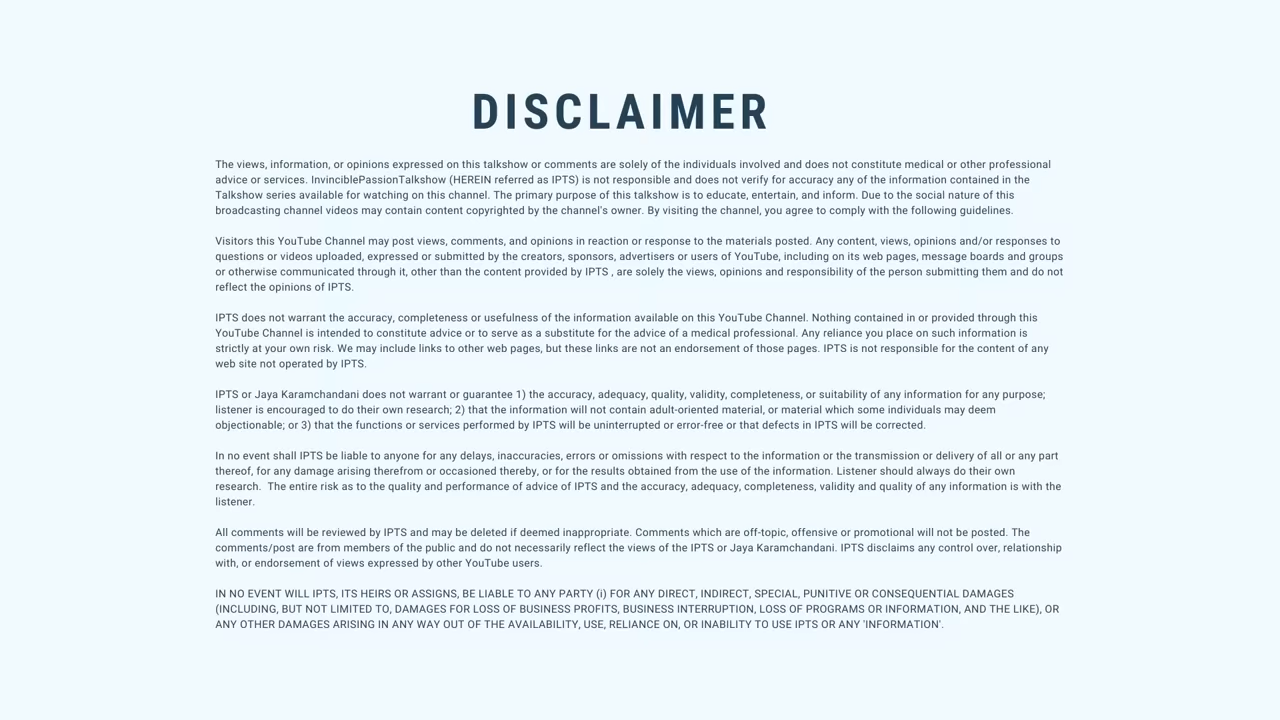 DISCLAIMER
The views, information, or opinions expressed on this talkshow or comments are solely of the individuals involved and does not constitute medical or other professional
advice or services. InvinciblePassionTalkshow (HEREIN referred as IPTS) is not responsible and does not verify for accuracy any of the information contained in the
Talkshow series available for watching on this channel. The primary purpose of this talkshow is to educate, entertain, and inform. Due to the social nature of this
broadcasting channel videos may contain content copyrighted by the channel's owner. By visiting the channel, you agree to comply with the following guidelines.
Visitors this YouTube Channel may post views, comments, and opinions in reaction or response to the materials posted. Any content, views, opinions and/or responses to
questions or videos uploaded, expressed or submitted by the creators, sponsors, advertisers or users of YouTube, including on its web pages, message boards and groups
or otherwise communicated through it, other than the content provided by IPTS , are solely the views, opinions and responsibility of the person submitting them and do not
reflect the opinions of IPTS.
IPTS does not warrant the accuracy, completeness or usefulness of the information available on this YouTube Channel. Nothing contained in or provided through this
YouTube Channel is intended to constitute advice or to serve as a substitute for the advice of a medical professional. Any reliance you place on such information is
strictly at your own risk. We may include links to other web pages, but these links are not an endorsement of those pages. IPTS is not responsible for the content of any
web site not operated by IPTS.
IPTS or Jaya Karamchandani does not warrant or guarantee 1) the accuracy, adequacy, quality, validity, completeness, or suitability of any information for any purpose;
listener is encouraged to do their own research; 2) that the information will not contain adult-oriented material, or material which some individuals may deem
objectionable; or 3) that the functions or services performed by IPTS will be uninterrupted or error-free or that defects in IPTS will be corrected.
In no event shall IPTS be liable to anyone for any delays, inaccuracies, errors or omissions with respect to the information or the transmission or delivery of all or any part
thereof, for any damage arising therefrom or occasioned thereby, or for the results obtained from the use of the information. Listener should always do their own
research.  The entire risk as to the quality and performance of advice of IPTS and the accuracy, adequacy, completeness, validity and quality of any information is with the
listener.
All comments will be reviewed by IPTS and may be deleted if deemed inappropriate. Comments which are off-topic, offensive or promotional will not be posted. The
comments/post are from members of the public and do not necessarily reflect the views of the IPTS or Jaya Karamchandani. IPTS disclaims any control over, relationship
with, or endorsement of views expressed by other YouTube users.
IN NO EVENT WILL IPTS, ITS HEIRS OR ASSIGNS, BE LIABLE TO ANY PARTY (i) FOR ANY DIRECT, INDIRECT, SPECIAL, PUNITIVE OR CONSEQUENTIAL DAMAGES
(INCLUDING, BUT NOT LIMITED TO, DAMAGES FOR LOSS OF BUSINESS PROFITS, BUSINESS INTERRUPTION, LOSS OF PROGRAMS OR INFORMATION, AND THE LIKE), OR
ANY OTHER DAMAGES ARISING IN ANY WAY OUT OF THE AVAILABILITY, USE, RELIANCE ON, OR INABILITY TO USE IPTS OR ANY 'INFORMATION'.